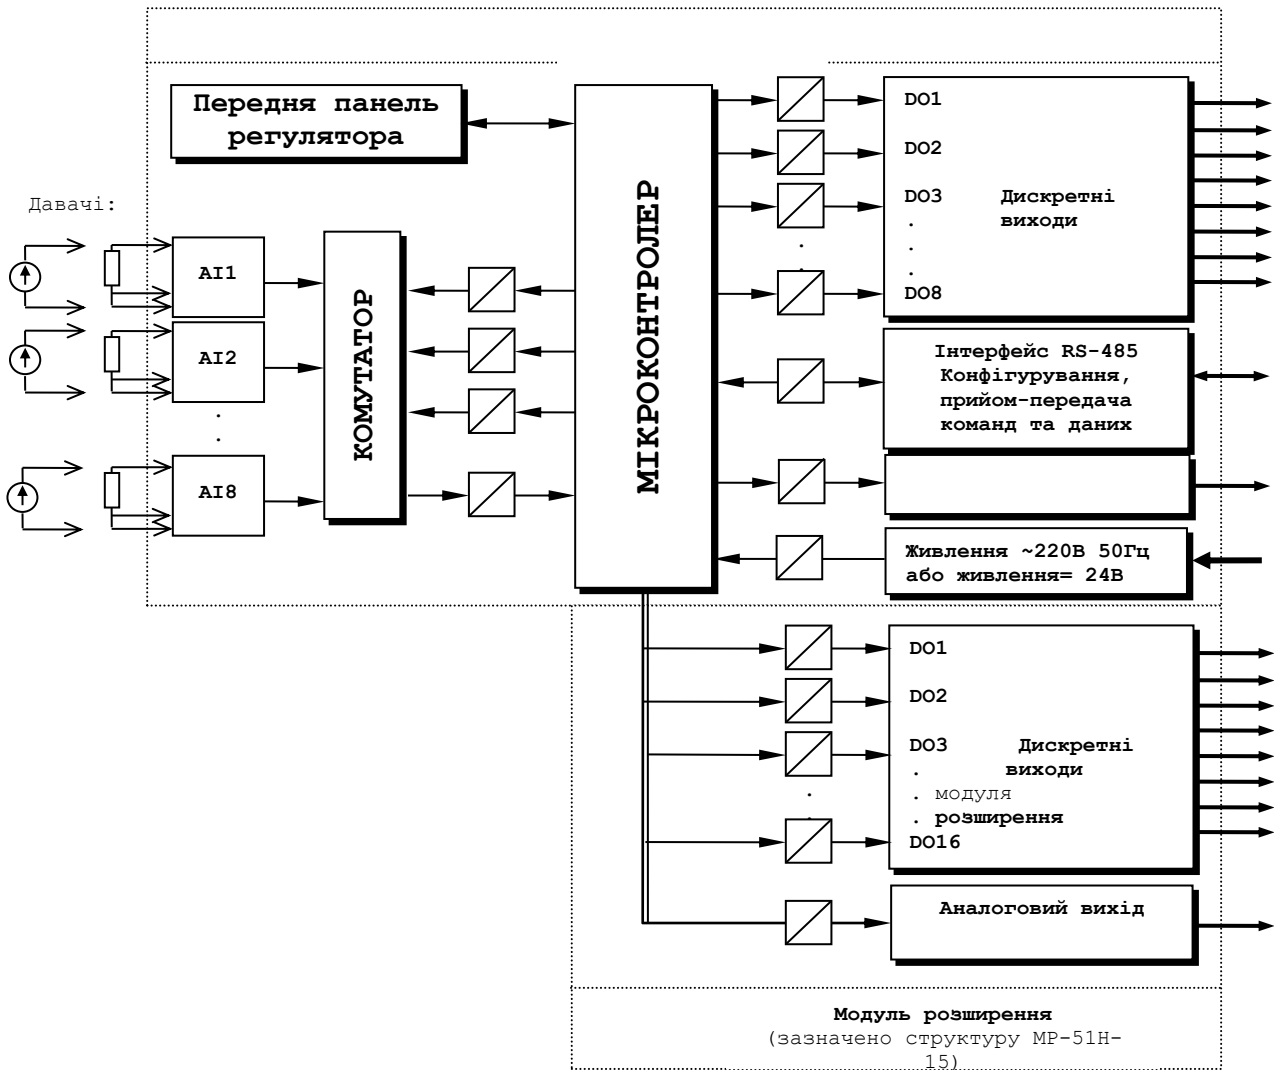 Передня панель
регулятора
Давачі:
AI1
AI2
.
.
AI8
КОМУТАТОР
МІКРОКОНТРОЛЕР
.
.
DO1
DO2
DO3 Дискретні
. виходи
.
.
DO8
Інтерфейс RS-485
Конфігурування,
прийом-передача
команд та даних
Живлення ~220В 50Гц
або живлення= 24В
.
.
DO1
DO2
DO3 Дискретні
. виходи
. модуля
. розширення
DO16
Аналоговий вихід
Модуль розширення
(зазначено структуру МР-51Н-
15)